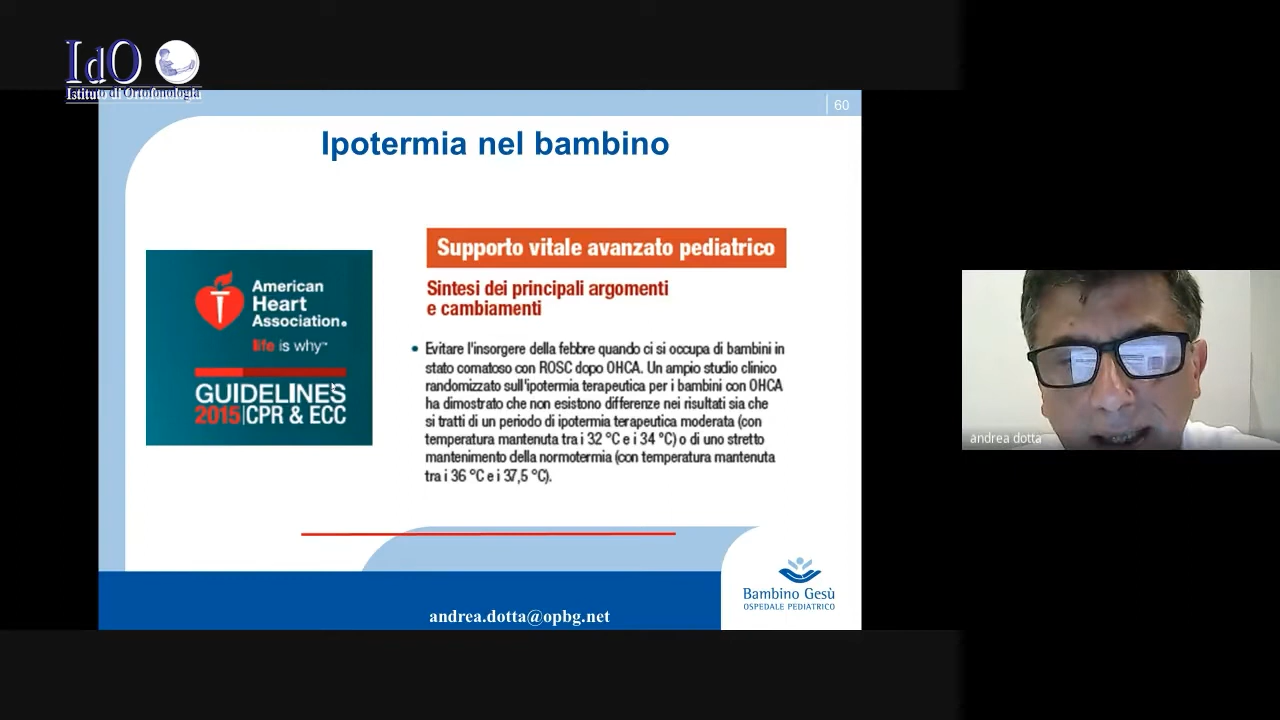 IdO
Istituto di Ortofonologia
60
Ipotermia nel bambino
American
Heart
Association®
life is why™
GUIDELINES
2015|CPR & ECC
Supporto vitale avanzato pediatrico
Sintesi dei principali argomenti
e cambiamenti
• Evitare l'insorgere della febbre quando ci si occupa di bambini in
stato comatoso con ROSC dopo OHCA. Un ampio studio clinico
randomizzato sull'ipotermia terapeutica per i bambini con OHCA
ha dimostrato che non esistono differenze nei risultati sia che
si tratti di un periodo di ipotermia terapeutica moderata (con
temperatura mantenuta tra i 32 °C e i 34 °C) o di uno stretto
mantenimento della normotermia (con temperatura mantenuta
tra i 36 °C e i 37,5 °C).
andrea dotta
Bambino Gesù
OSPEDALE PEDIATRICO
andrea.dotta@opbg.net